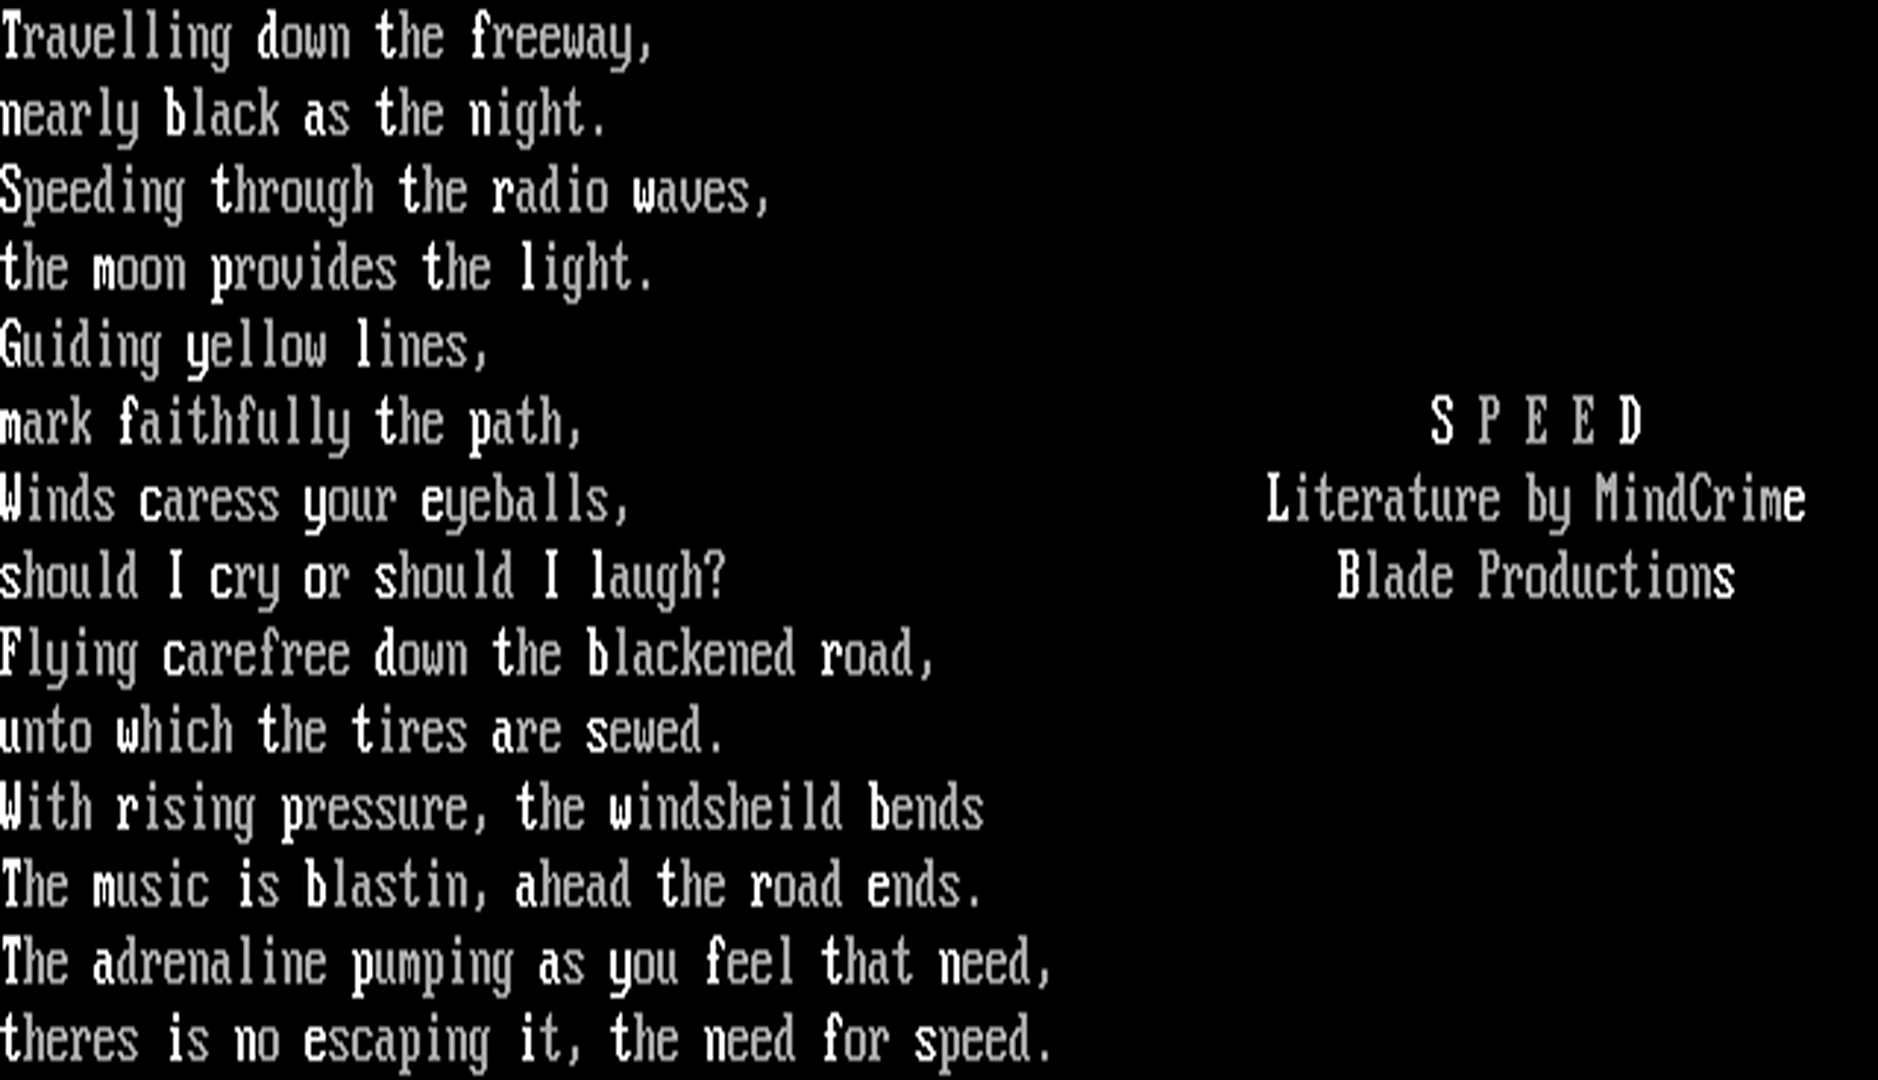 Travelling down the freeway,
nearly black as the night.
Speeding through the radio waves,
the moon provides the light.
Guiding yellow lines,
mark faithfully the path,
Winds caress your eyeballs,
should I cry or should I laugh?
Flying carefree down the blackened road,
unto which the tires are sewed.
With rising pressure, the windsheild bends
The music is blastin, ahead the road ends.
The adrenaline pumping as you feel that need,
theres is no escaping it, the need for speed.
S P E E D
Literature by MindCrime
Blade Productions